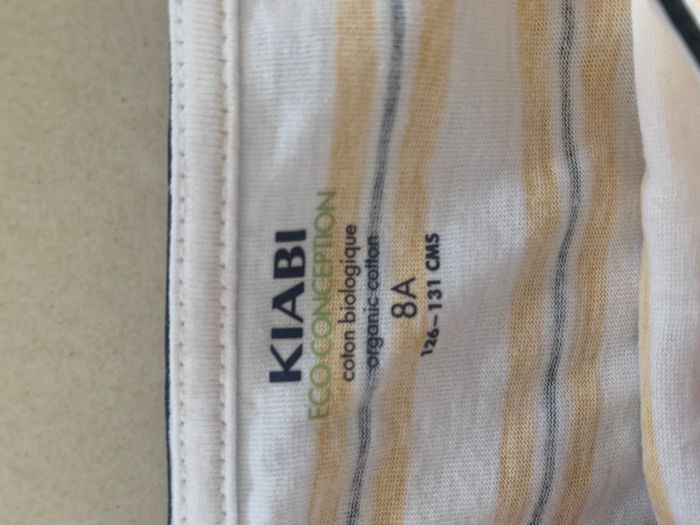 KIABI
ECO-CONCEPTION
coton biologique
organic cotton
8A
126-131 CMS